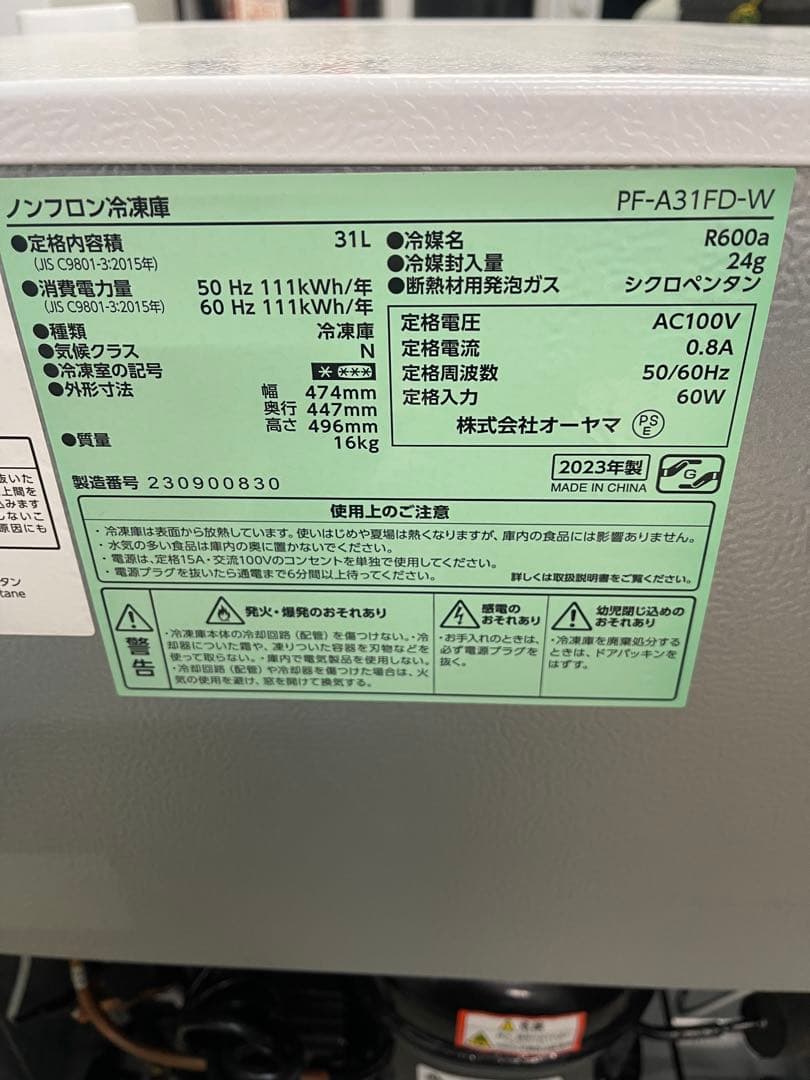 ノンフロン冷凍庫 PF-A31FD-W
●定格内容積 31L
(JIS C9801-3:2015年)
●消費電力量 50 Hz 111kWh/年
(JIS C9801-3:2015年) 60 Hz 111kWh/年
●種類 冷凍庫
●気候クラス N
●冷凍室の記号
●外形寸法 幅 474mm
奥行 447mm
高さ 496mm
●質量 16kg
製造番号 230900830
●冷媒名 R600a
●冷媒封入量 24g
●断熱材用発泡ガス シクロペンタン
定格電圧 AC100V
定格電流 0.8A
定格周波数 50/60Hz
定格入力 60W
株式会社オーヤマ PSE
2023年製
MADE IN CHINA
G
使用上のご注意
・冷凍庫は表面から放熱しています。使いはじめや夏場は熱くなりますが、庫内の食品には影響ありません。
・水気の多い食品は庫内の奥に置かないでください。
・電源は、定格15A・交流100Vのコンセントを単独で使用してください。
・電源プラグを抜いたら通電まで6分間以上待ってください。 詳しくは取扱説明書をご覧ください。
警告
発火・爆発のおそれあり
・冷凍庫本体の冷却回路(配管)を傷つけない。・冷
却器についた霜や、凍りついた容器を刃物などを
使って取らない。・庫内で電気製品を使用しない。
・冷却回路(配管)や冷却器を傷つけた場合は、火
気の使用を避け、窓を開けて換気する。
感電の
おそれあり
・お手入れのときは、
必ず電源プラグを
抜く。
幼児閉じ込めの
おそれあり
・冷凍庫を廃棄処分する
ときは、ドアパッキンを
はずす。
抜いた
上間を
込みます
しないこ
原因にも
タン
tane